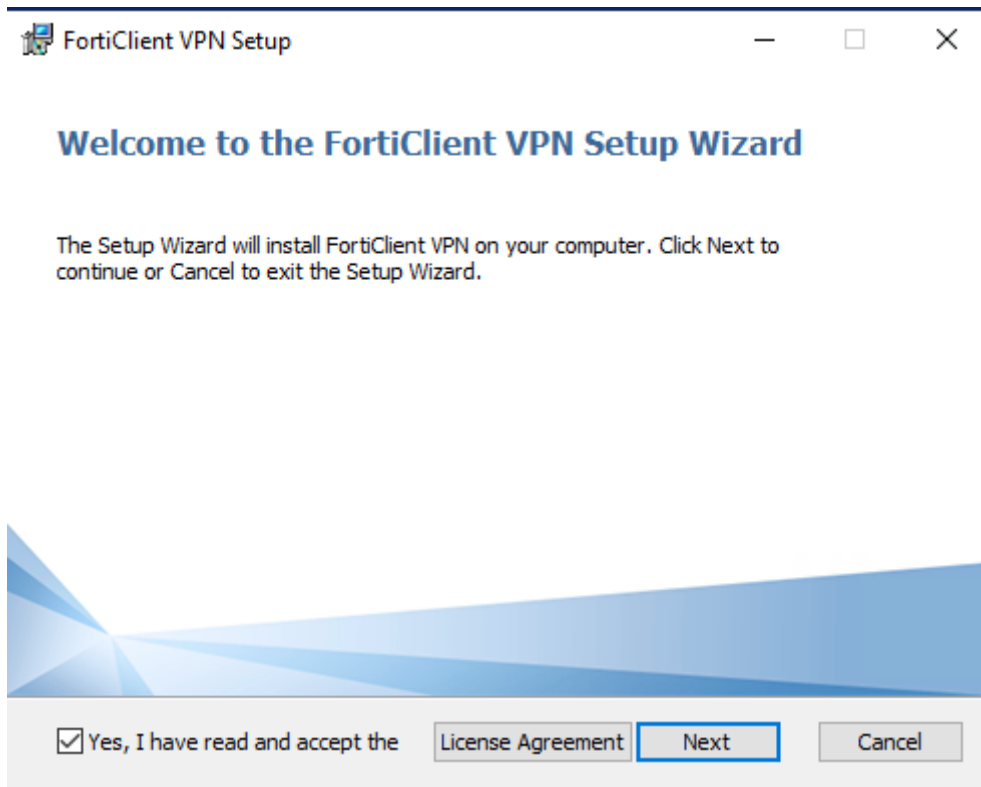 FortiClient VPN Setup
Welcome to the FortiClient VPN Setup Wizard
The Setup Wizard will install FortiClient VPN on your computer. Click Next to
continue or Cancel to exit the Setup Wizard.
Yes, I have read and accept the License Agreement Next Cancel